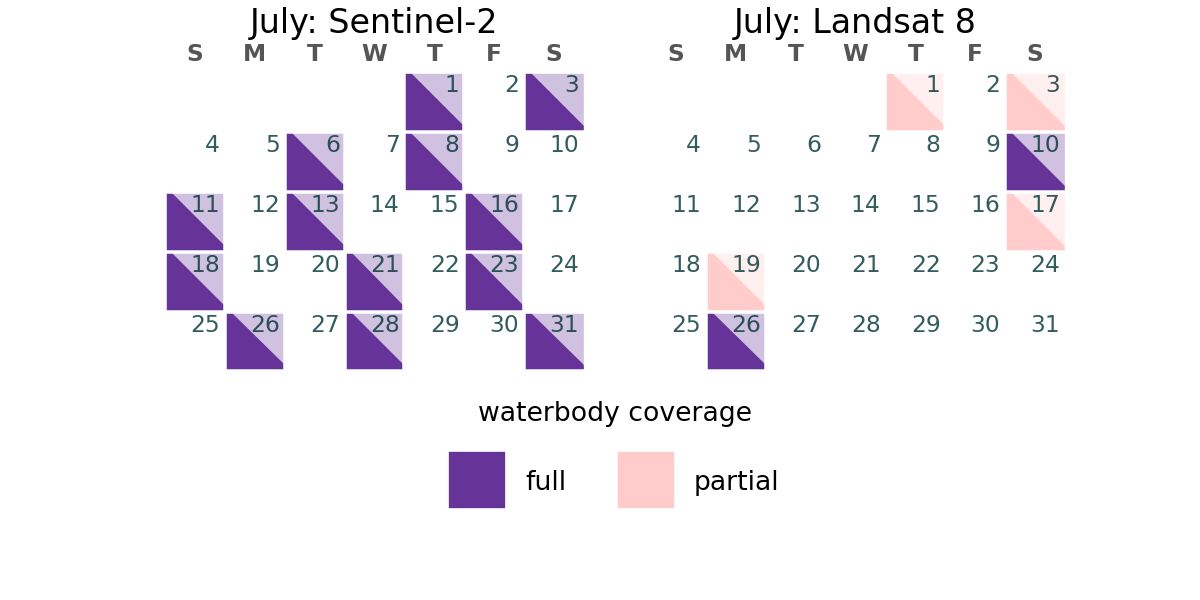 July: Sentinel-2
S M T W T F S
1 2 3
4 5 6 7 8 9 10
11 12 13 14 15 16 17
18 19 20 21 22 23 24
25 26 27 28 29 30 31
July: Landsat 8
S M T W T F S
1 2 3
4 5 6 7 8 9 10
11 12 13 14 15 16 17
18 19 20 21 22 23 24
25 26 27 28 29 30 31
waterbody coverage
full partial